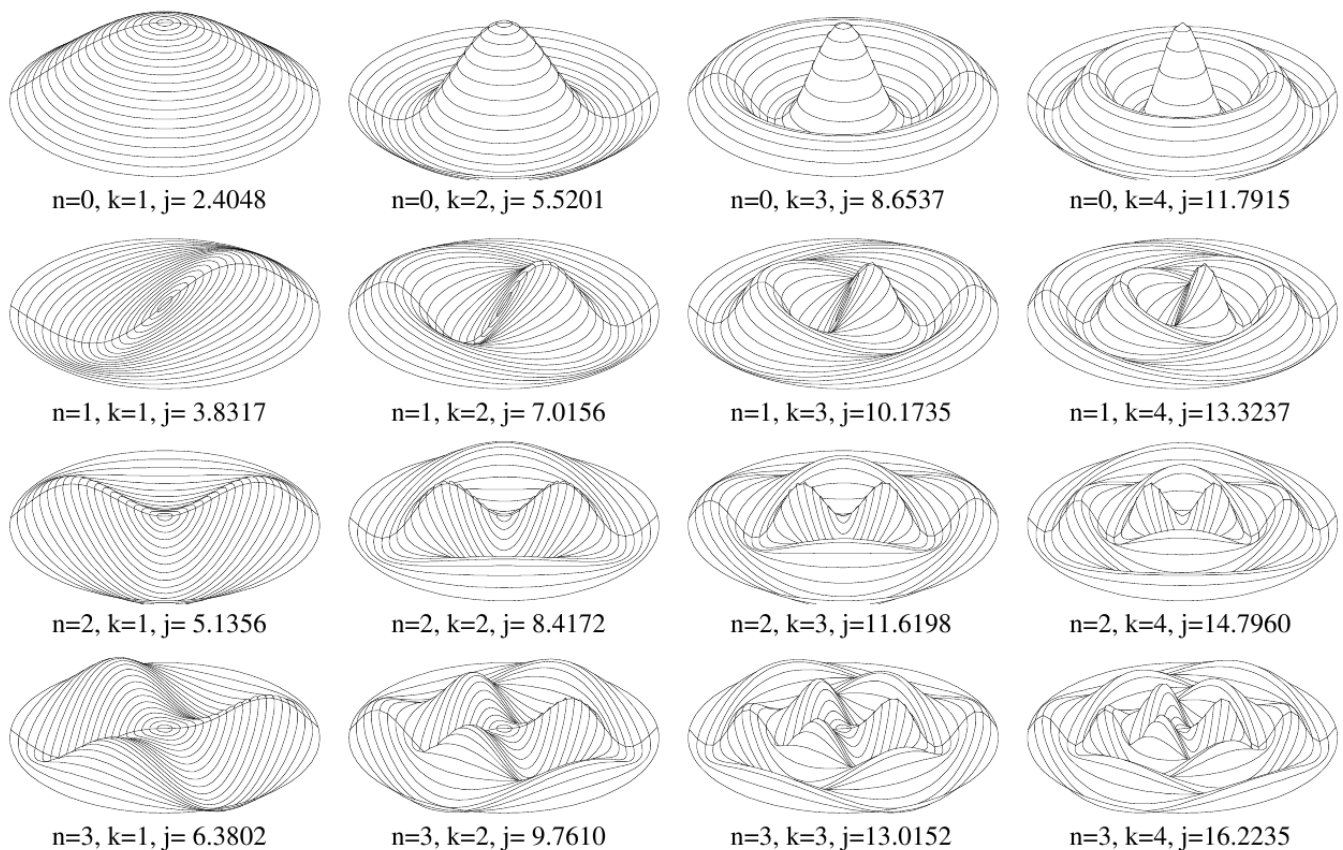 n=0, k=1, j= 2.4048 n=0, k=2, j= 5.5201 n=0, k=3, j= 8.6537 n=0, k=4, j=11.7915
n=1, k=1, j= 3.8317 n=1, k=2, j= 7.0156 n=1, k=3, j=10.1735 n=1, k=4, j=13.3237
n=2, k=1, j= 5.1356 n=2, k=2, j= 8.4172 n=2, k=3, j=11.6198 n=2, k=4, j=14.7960
n=3, k=1, j= 6.3802 n=3, k=2, j= 9.7610 n=3, k=3, j=13.0152 n=3, k=4, j=16.2235